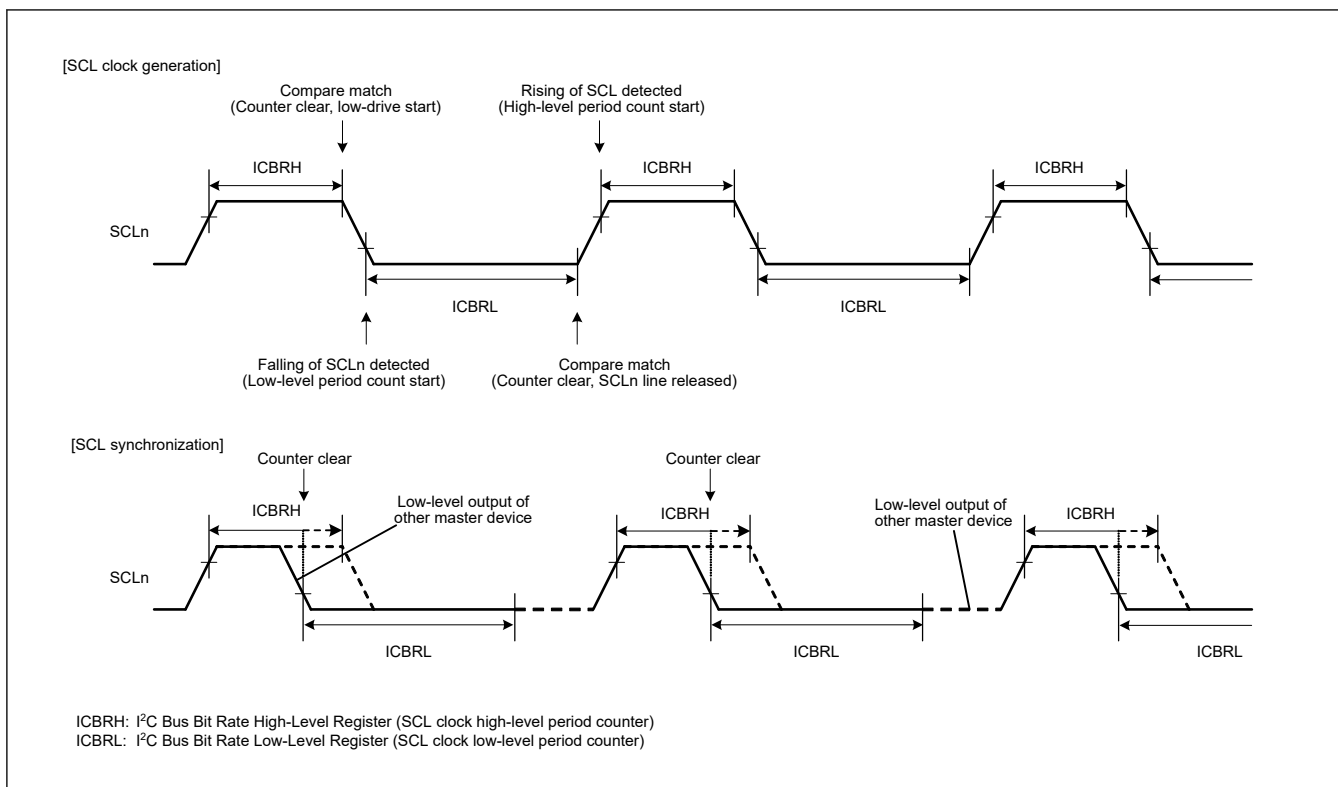 [SCL clock generation]
Compare match
(Counter clear, low-drive start)
Rising of SCL detected
(High-level period count start)
ICBRH
ICBRH
ICBRH
SCLn
ICBRL
ICBRL
Falling of SCLn detected
(Low-level period count start)
Compare match
(Counter clear, SCLn line released)
[SCL synchronization]
Counter clear
Counter clear
Low-level output of
other master device
Low-level output of
other master device
ICBRH
ICBRH
ICBRH
SCLn
ICBRL
ICBRL
ICBRL
ICBRH: I²C Bus Bit Rate High-Level Register (SCL clock high-level period counter)
ICBRL: I²C Bus Bit Rate Low-Level Register (SCL clock low-level period counter)